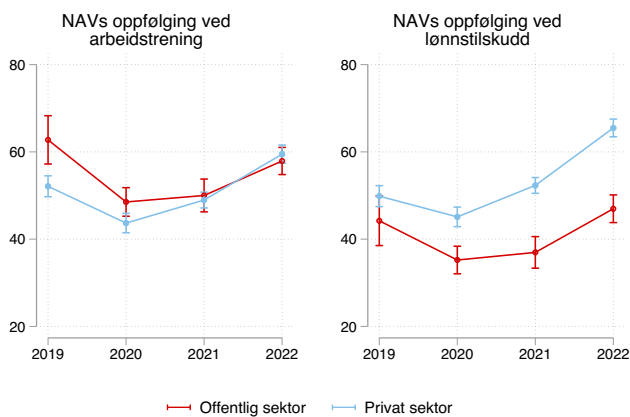 NAVs oppfølging ved
arbeidstrening
80
60
40
20
2019 2020 2021 2022
NAVs oppfølging ved
lønnstilskudd
80
60
40
20
2019 2020 2021 2022
Offentlig sektor Privat sektor